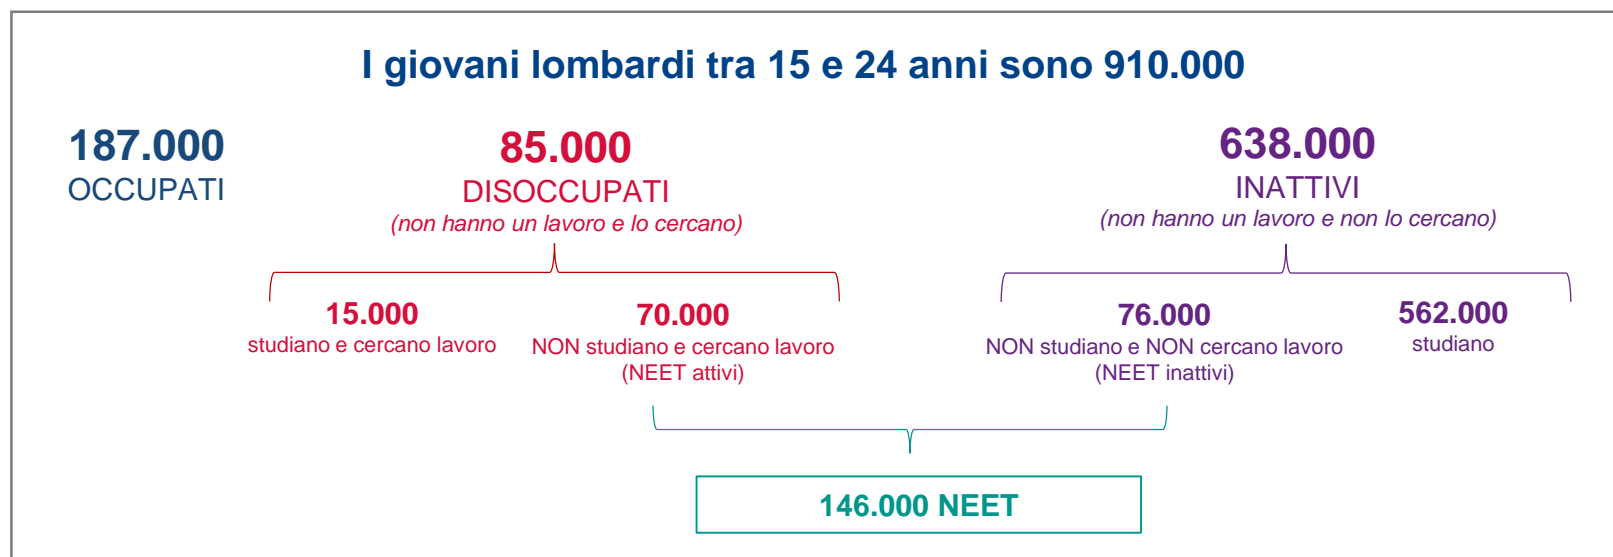 I giovani lombardi tra 15 e 24 anni sono 910.000
187.000
OCCUPATI
85.000
DISOCCUPATI
(non hanno un lavoro e lo cercano)
638.000
INATTIVI
(non hanno un lavoro e non lo cercano)
15.000
studiano e cercano lavoro
70.000
NON studiano e cercano lavoro
(NEET attivi)
76.000
NON studiano e NON cercano lavoro
(NEET inattivi)
562.000
studiano
146.000 NEET